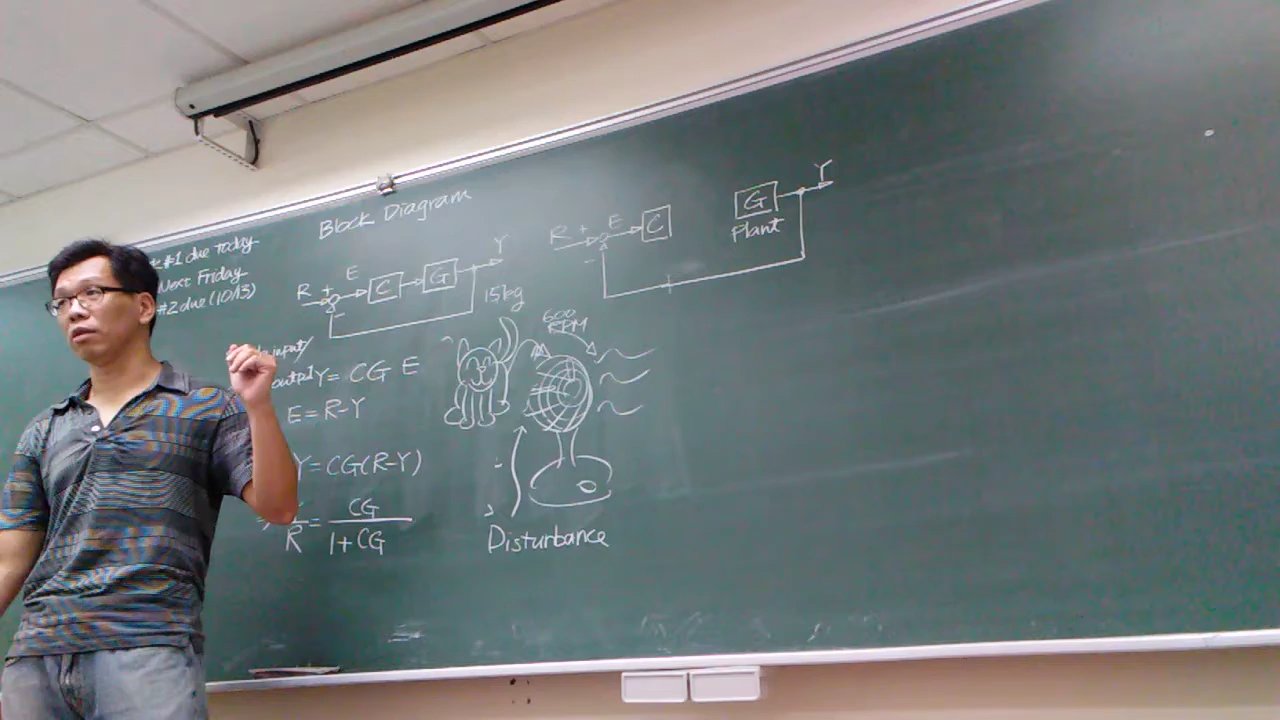 Block Diagram
#1 due today
Next Friday
#2 due (10/13)
R + E C G Y
-
R + E C G Y
-
Plant
15kg
600
RPM
input/
output Y = CG E
E = R-Y
Y = CG(R-Y)
R = CG
1+CG
Disturbance